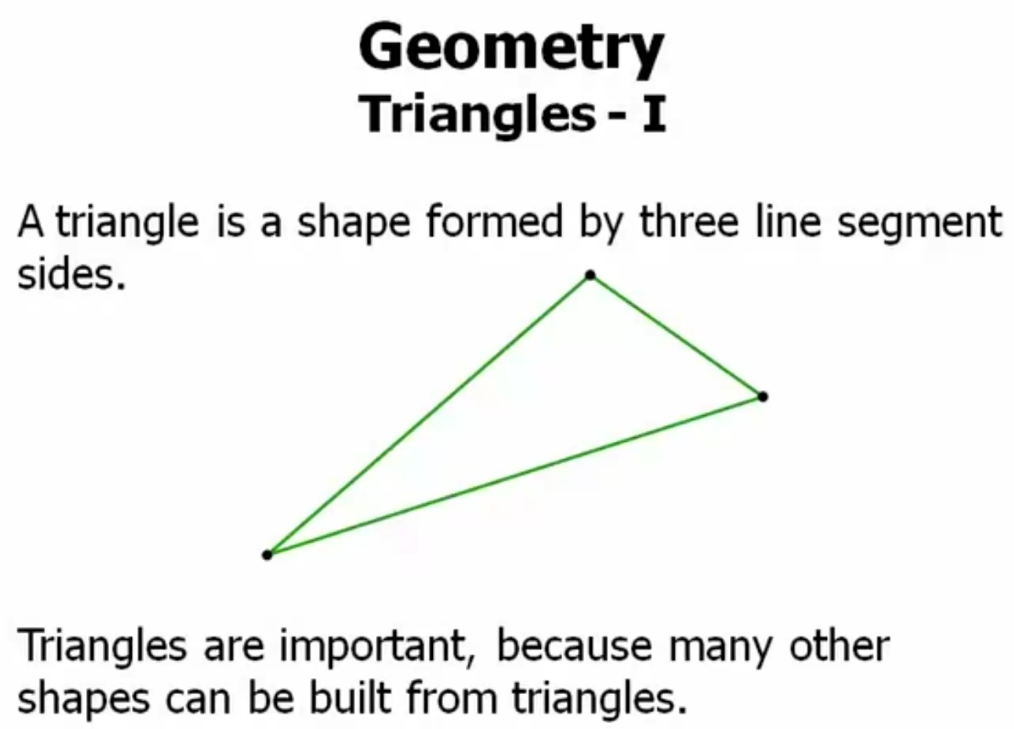 Geometry
Triangles - I
A triangle is a shape formed by three line segment
sides.
Triangles are important, because many other
shapes can be built from triangles.